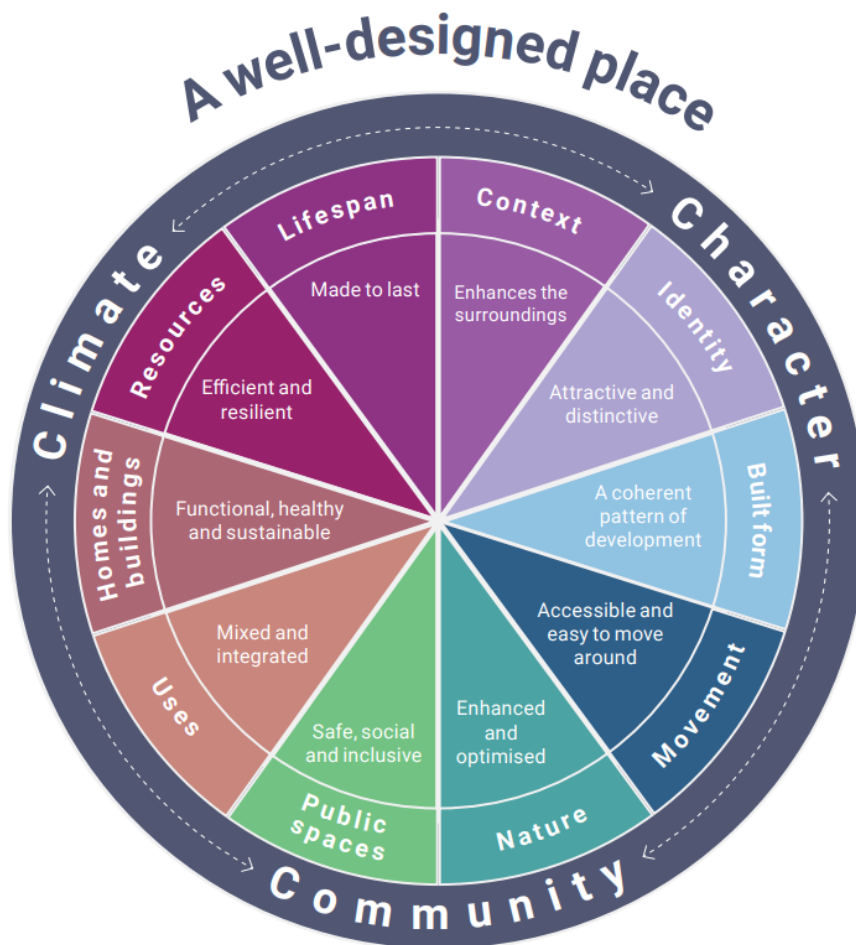 A well-designed place
Climate
Character
Community
Context
Enhances the
surroundings
Identity
Attractive and
distinctive
Built form
A coherent
pattern of
development
Movement
Accessible and
easy to move
around
Nature
Enhanced
and
optimised
Public
spaces
Safe, social
and inclusive
Uses
Mixed and
integrated
Homes and
buildings
Functional, healthy
and sustainable
Resources
Efficient and
resilient
Lifespan
Made to last